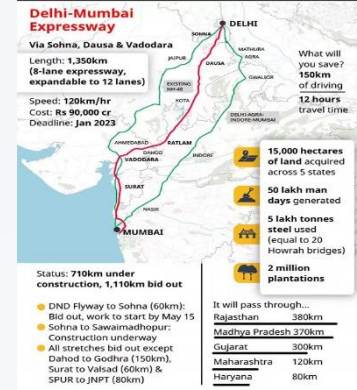 Delhi-Mumbai
Expressway
Via Sohna, Dausa & Vadodara
Length: 1,350km
(8-lane expressway,
expandable to 12 lanes)
Speed: 120km/hr
Cost: Rs 90,000 cr
Deadline: Jan 2023
DELHI
SOHNA
MATHURA
JAIPUR
DAUSA
AGRA
GWALIOR
EXISTING
NH-48
KOTA
DELHI-AGRA-
INDORE-MUMBAI
AHMEDABAD
RATLAM
DAHOD
INDORE
VADODARA
SURAT
NASIK
MUMBAI
What will
you save?
150km
of driving
12 hours
travel time
15,000 hectares
of land acquired
across 5 states
50 lakh man
days generated
5 lakh tonnes
steel used
(equal to 20
Howrah bridges)
2 million
plantations
Status: 710km under
construction, 1,110km bid out
DND Flyway to Sohna (60km):
Bid out, work to start by May 15
Sohna to Sawaimadhopur:
Construction underway
All stretches bid out except
Dahod to Godhra (150km),
Surat to Valsad (60km) &
SPUR to JNPT (80km)
It will pass through...
Rajasthan 380km
Madhya Pradesh 370km
Gujarat 300km
Maharashtra 120km
Haryana 80km